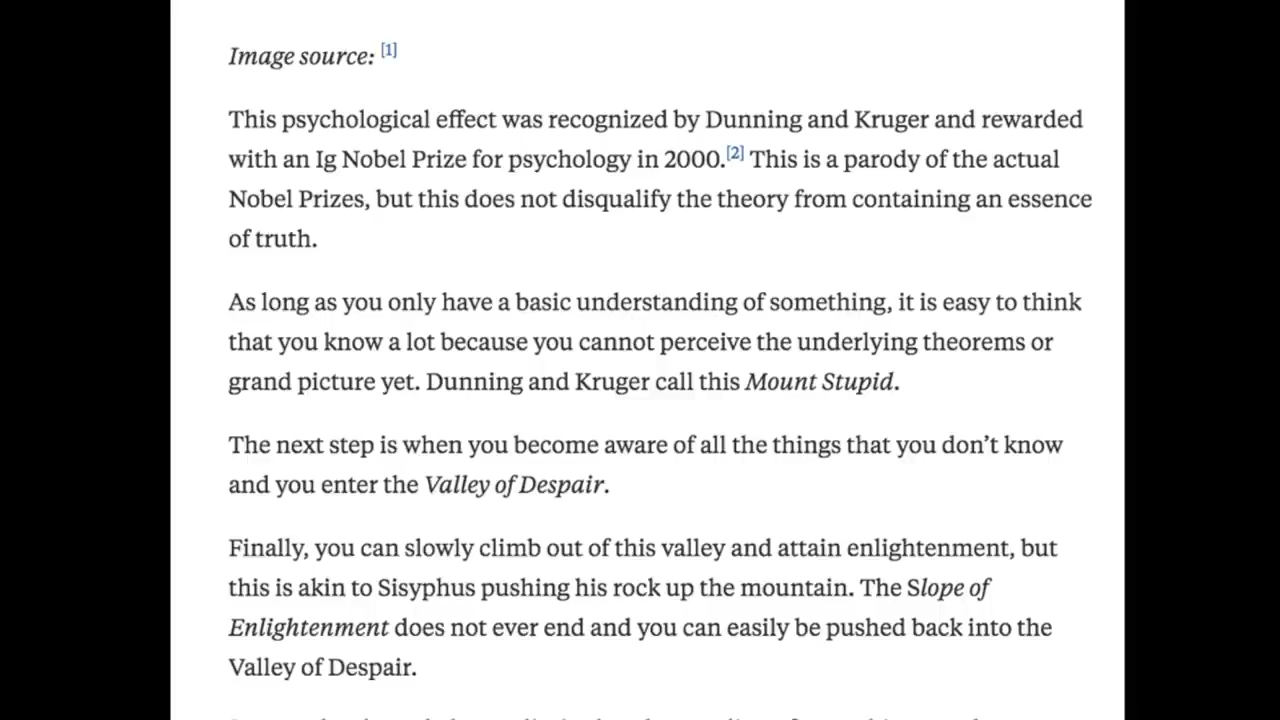 Image source: [1]
This psychological effect was recognized by Dunning and Kruger and rewarded
with an Ig Nobel Prize for psychology in 2000.[2] This is a parody of the actual
Nobel Prizes, but this does not disqualify the theory from containing an essence
of truth.
As long as you only have a basic understanding of something, it is easy to think
that you know a lot because you cannot perceive the underlying theorems or
grand picture yet. Dunning and Kruger call this Mount Stupid.
The next step is when you become aware of all the things that you don’t know
and you enter the Valley of Despair.
Finally, you can slowly climb out of this valley and attain enlightenment, but
this is akin to Sisyphus pushing his rock up the mountain. The Slope of
Enlightenment does not ever end and you can easily be pushed back into the
Valley of Despair.